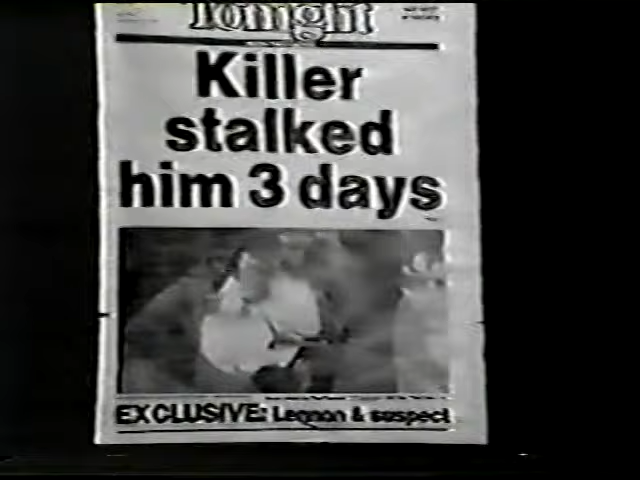 Tonight
Killer
stalked
him 3 days
EXCLUSIVE: Lennon & suspect